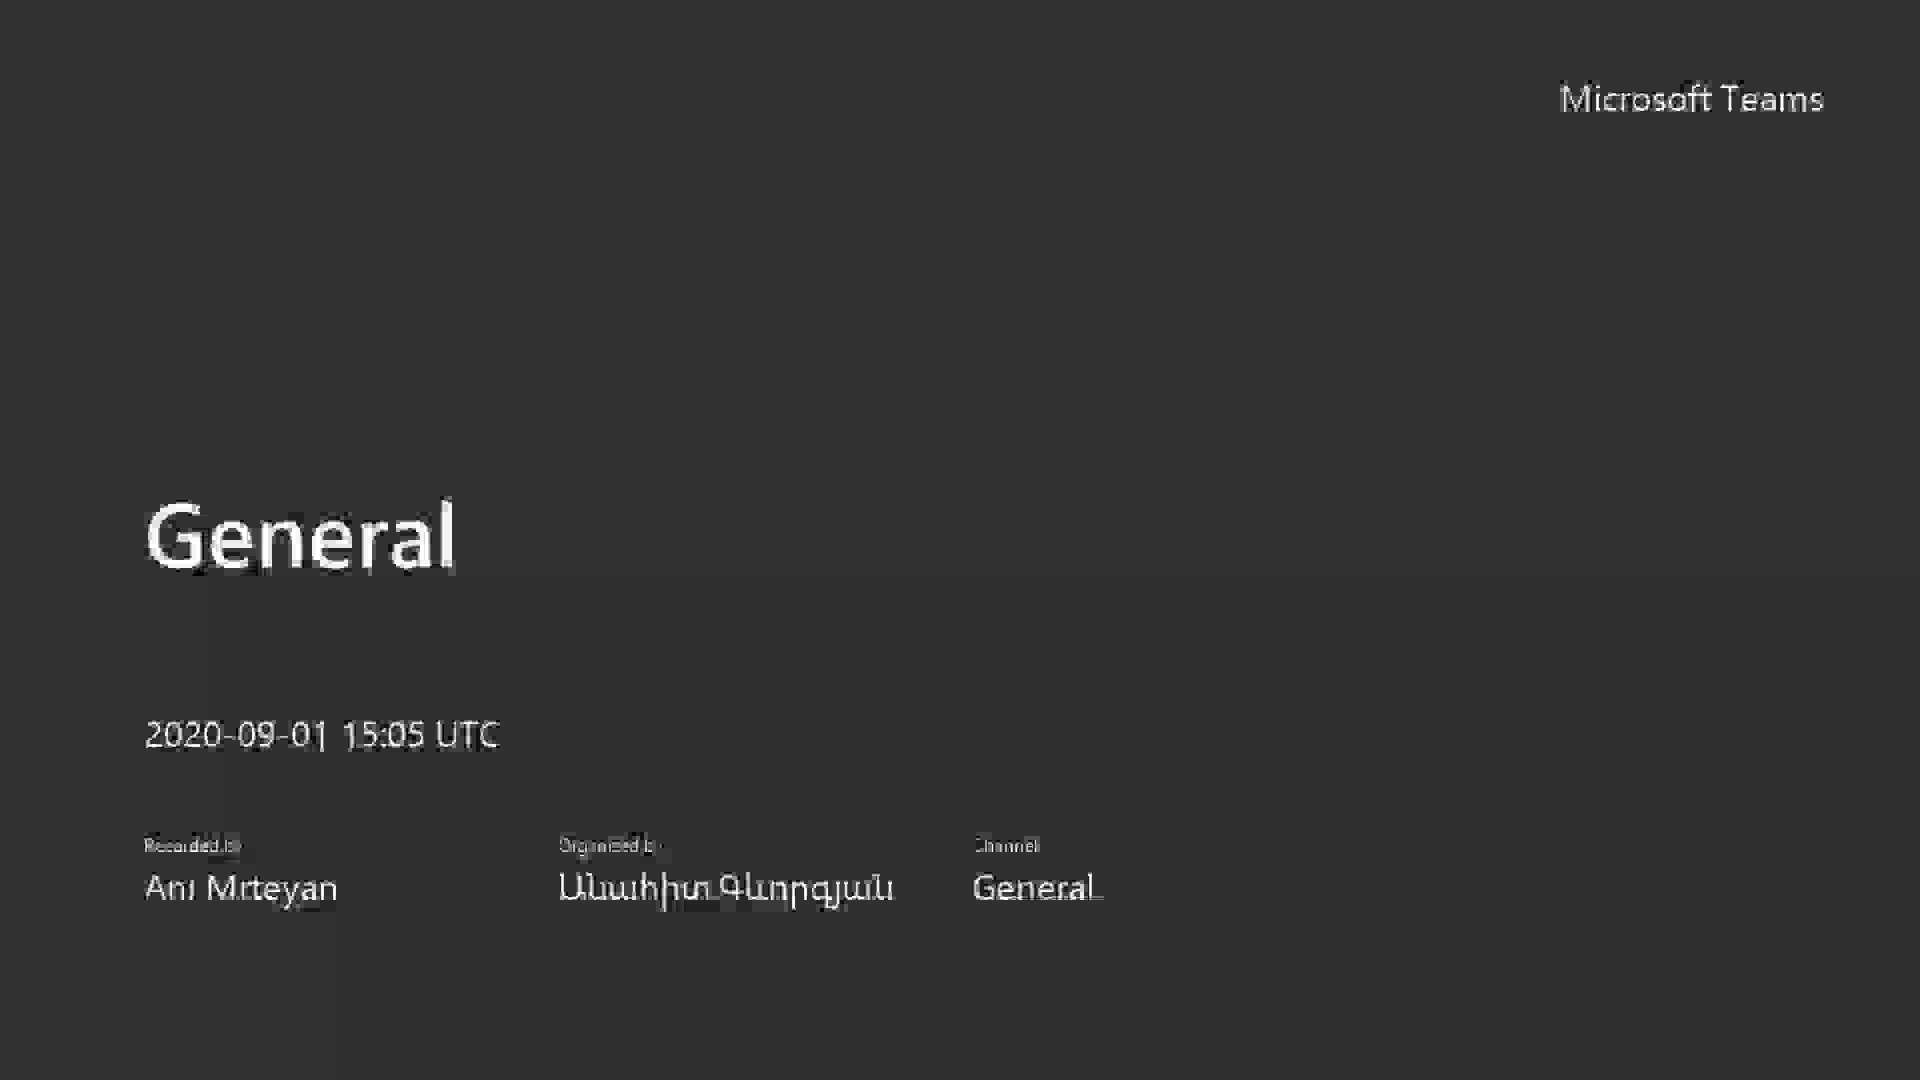 Microsoft Teams
General
2020-09-01 15:05 UTC
Recorded by
Organized by
Channel
Ani Mrteyan
Անահիտ Գևորգյան
General